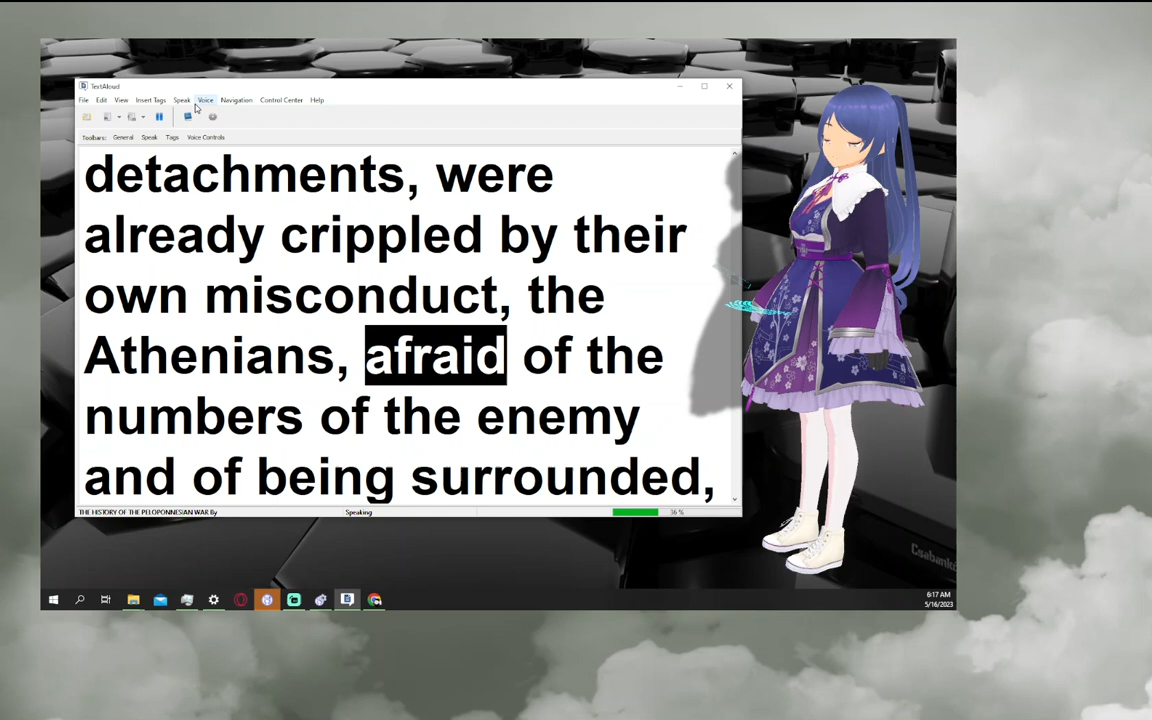 TextAloud
File Edit View Insert Tags Speak Voice Navigation Control Center Help
Toolbars: General Speak Tags Voice Controls
detachments, were
already crippled by their
own misconduct, the
Athenians, afraid of the
numbers of the enemy
and of being surrounded,
THE HISTORY OF THE PELOPONNESIAN WAR By Speaking 36 %
Csabank
6:17 AM
5/16/2023